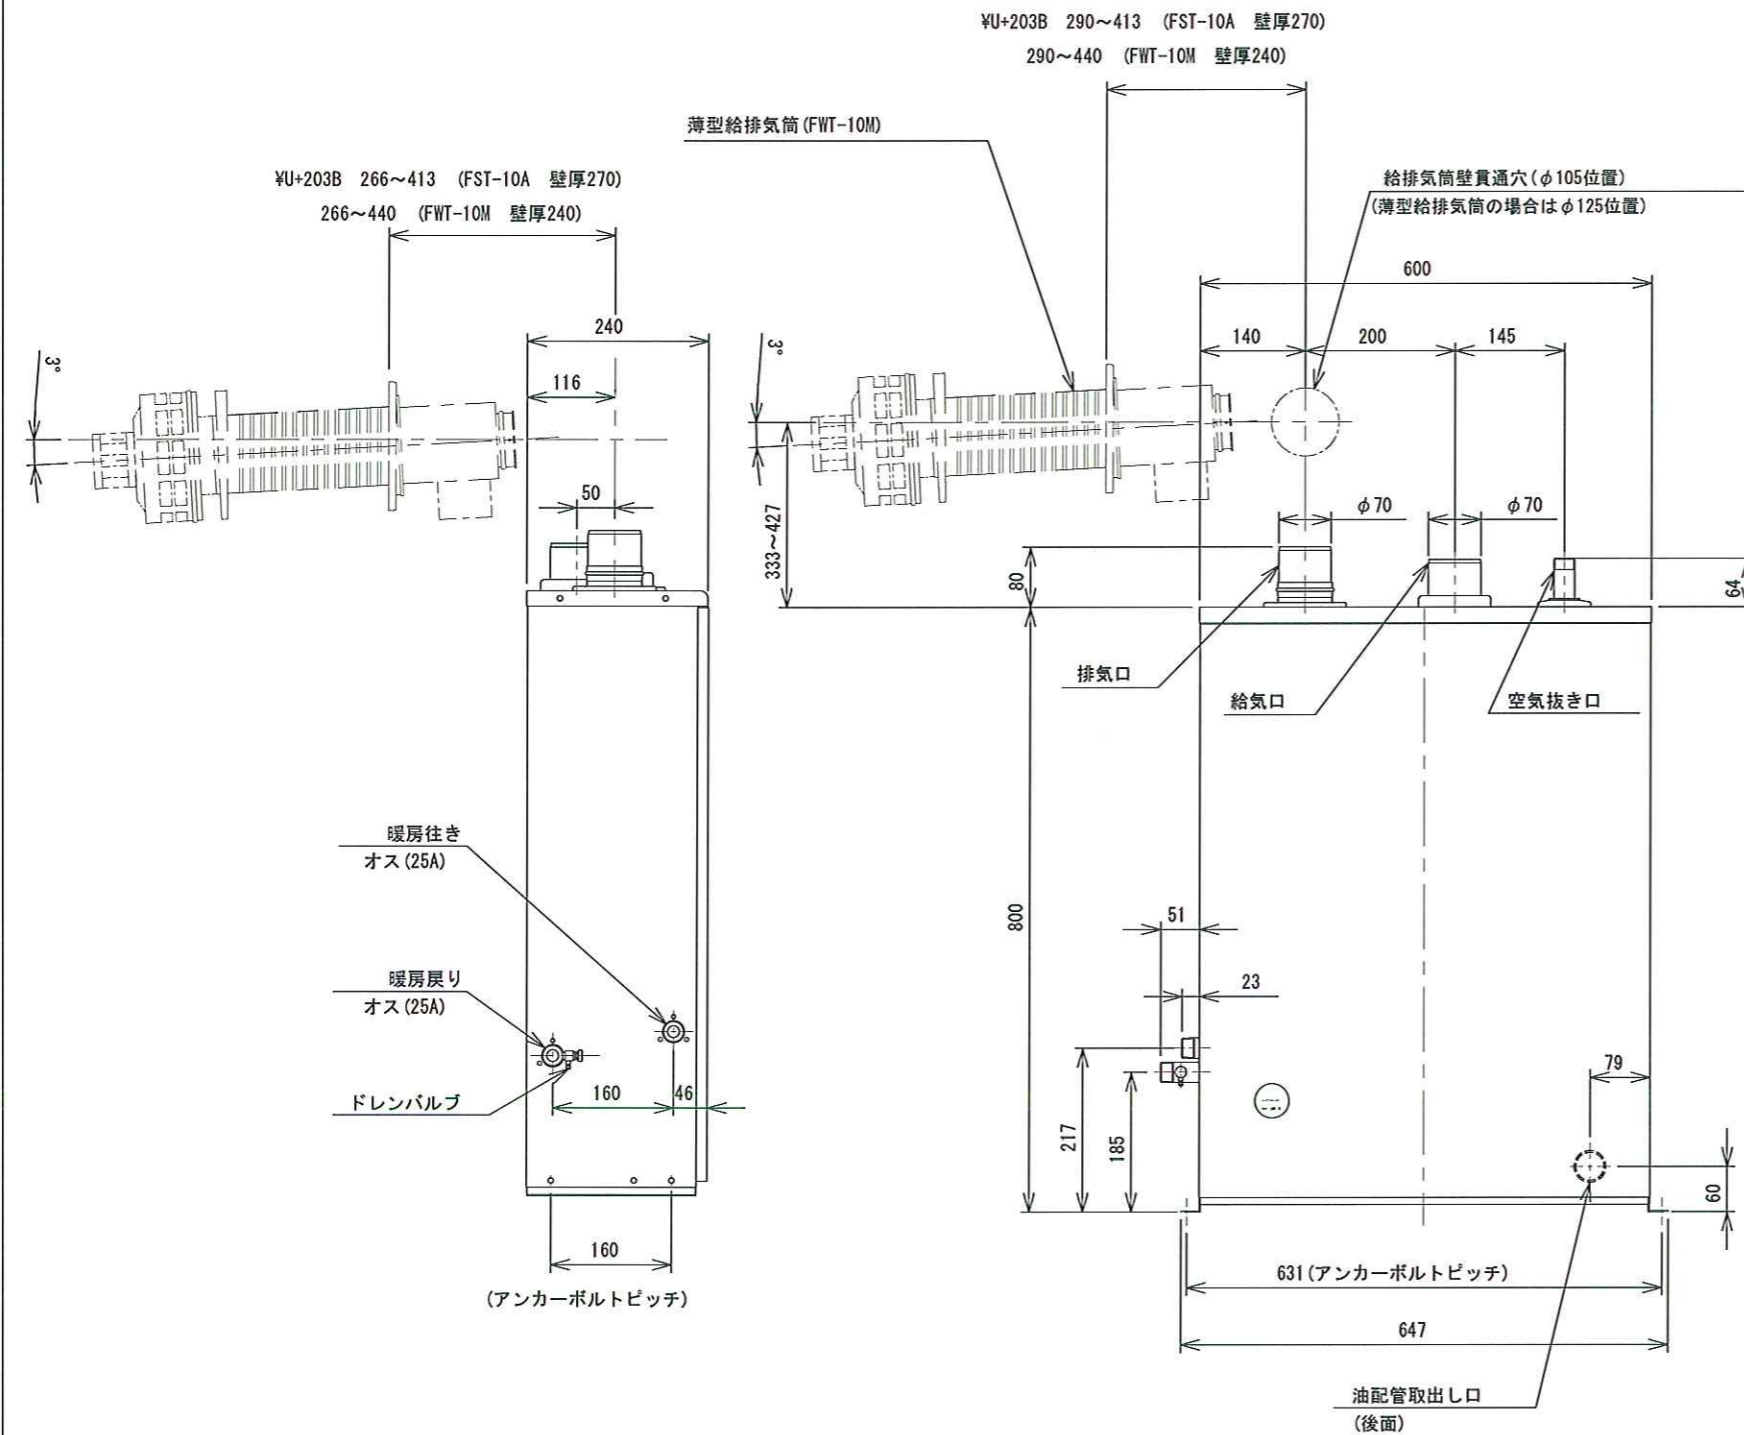 ¥U+203B 290～413 (FST-10A 壁厚270)
290～440 (FWT-10M 壁厚240)
薄型給排気筒(FWT-10M)
¥U+203B 266～413 (FST-10A 壁厚270)
266～440 (FWT-10M 壁厚240)
給排気筒壁貫通穴(φ105位置)
(薄型給排気筒の場合はφ125位置)
600
240
140
200
145
3°
3°
116
50
φ70
φ70
333～427
80
64
排気口
給気口
空気抜き口
暖房往き
オス(25A)
800
51
暖房戻り
オス(25A)
23
79
ドレンバルブ
160
46
217
185
60
160
(アンカーボルトピッチ)
631(アンカーボルトピッチ)
647
油配管取出し口
(後面)